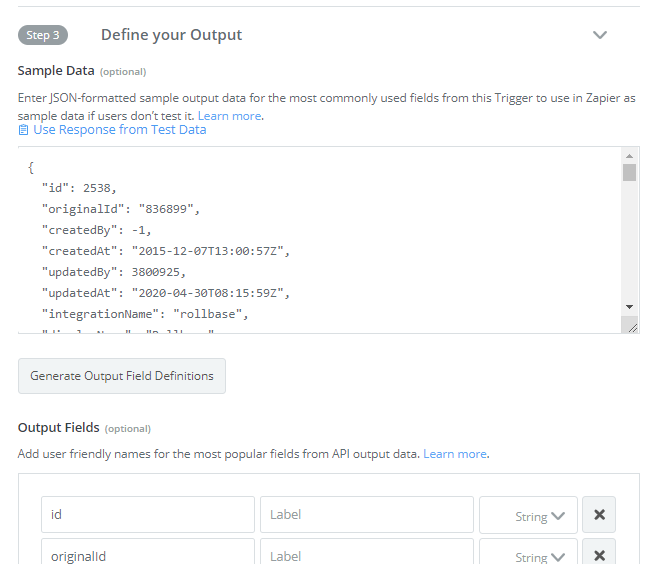 Step 3 Define your Output
Sample Data (optional)
Enter JSON-formatted sample output data for the most commonly used fields from this Trigger to use in Zapier as
sample data if users don't test it. Learn more.
Use Response from Test Data
{
"id": 2538,
"originalId": "836899",
"createdBy": -1,
"createdAt": "2015-12-07T13:00:57Z",
"updatedBy": 3800925,
"updatedAt": "2020-04-30T08:15:59Z",
"integrationName": "rollbase",
Generate Output Field Definitions
Output Fields (optional)
Add user friendly names for the most popular fields from API output data. Learn more.
id Label String
originalId Label String